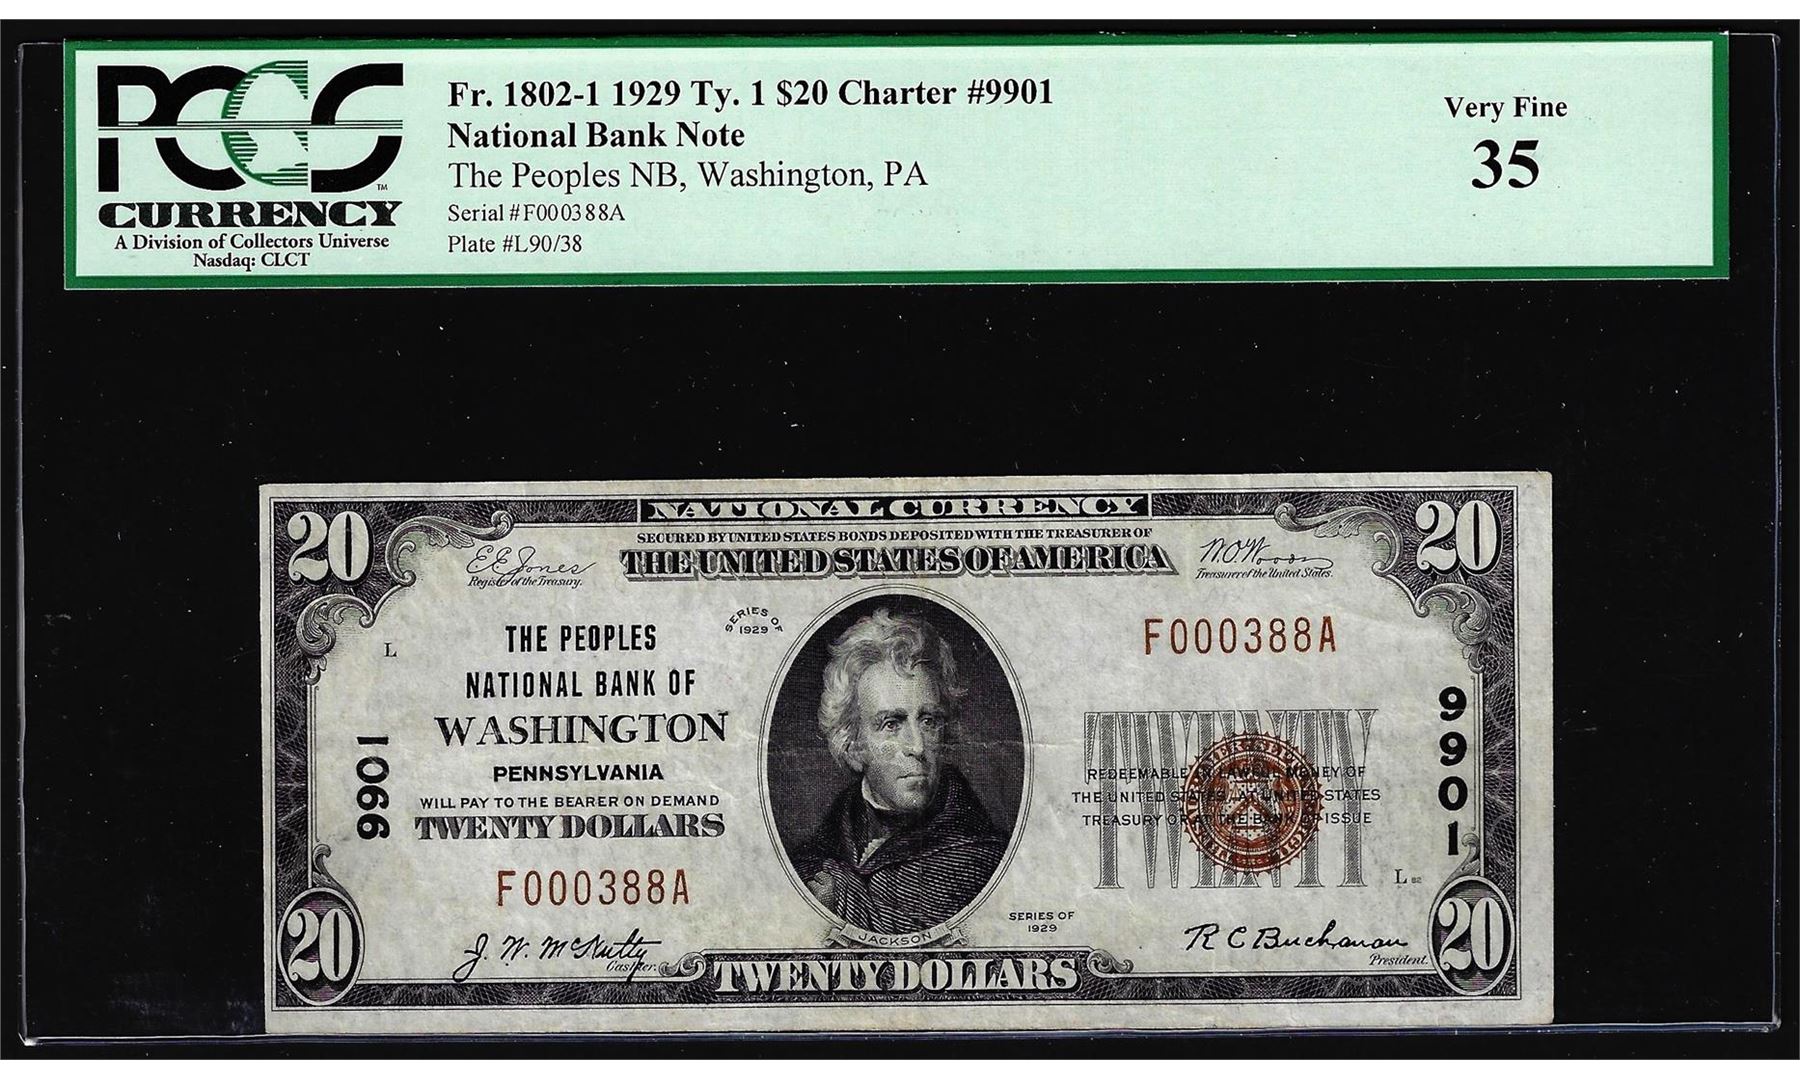 PCGS
™
CURRENCY
A Division of Collectors Universe
Nasdaq: CLCT
Fr. 1802-1 1929 Ty. 1 $20 Charter #9901
National Bank Note
The Peoples NB, Washington, PA
Serial #F000388A
Plate #L90/38
Very Fine
35
NATIONAL CURRENCY
SECURED BY UNITED STATES BONDS DEPOSITED WITH THE TREASURER OF
THE UNITED STATES OF AMERICA
20
20
E.E. Jones
Register of the Treasury.
W.O. Woods
Treasurer of the United States.
SERIES OF
1929
L
THE PEOPLES
NATIONAL BANK OF
WASHINGTON
PENNSYLVANIA
WILL PAY TO THE BEARER ON DEMAND
TWENTY DOLLARS
F000388A
F000388A
9901
9901
TWENTY
REDEEMABLE IN LAWFUL MONEY OF
THE UNITED STATES AT UNITED STATES
TREASURY OR AT THE BANK OF ISSUE
L
SERIES OF
1929
JACKSON
J. W. McNutty
Cashier.
R C Buchanan
President.
20
TWENTY DOLLARS
20